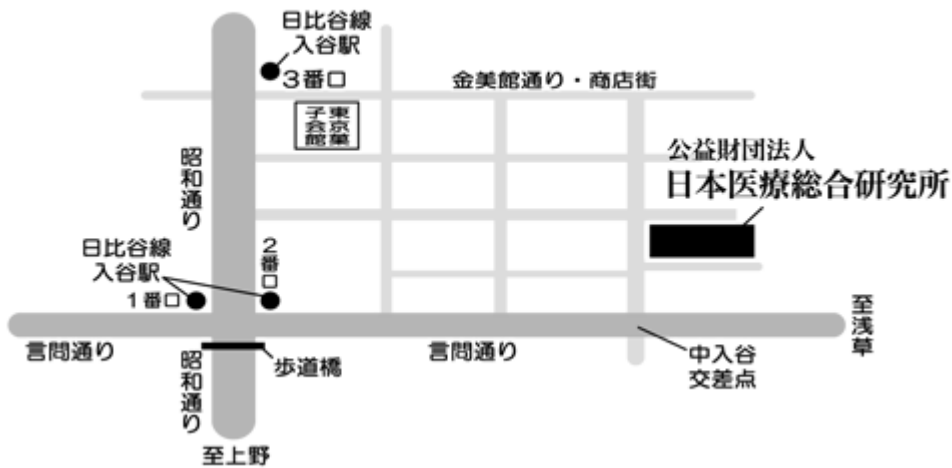 日比谷線
入谷駅
3番口
金美館通り・商店街
東京菓
子会館
公益財団法人
日本医療総合研究所
昭和通り
日比谷線
入谷駅
1番口
2番口
至浅草
言問通り
言問通り
歩道橋
中入谷
交差点
昭和通り
至上野